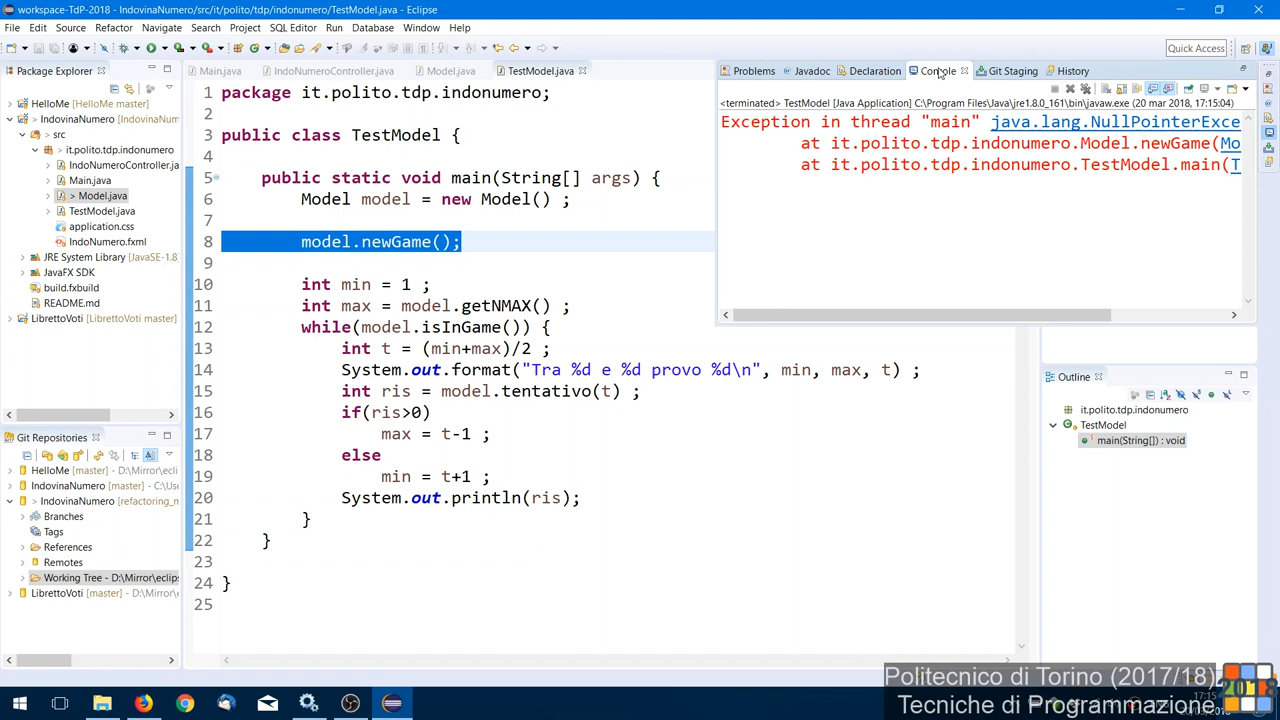 workspace-TdP-2018 - IndovinaNumero/src/it/polito/tdp/indonumero/TestModel.java - Eclipse
File Edit Source Refactor Navigate Search Project SQL Editor Run Database Window Help
Quick Access
Package Explorer
HelloMe [HelloMe master]
IndovinaNumero [IndovinaNu
src
it.polito.tdp.indonumero
IndoNumeroController.ja
Main.java
> Model.java
TestModel.java
application.css
IndoNumero.fxml
JRE System Library [JavaSE-1.8]
JavaFX SDK
build.fxbuild
README.md
LibrettoVoti [LibrettoVoti master]
Git Repositories
HelloMe [master] - D:\Mirror\ecli
IndovinaNumero [master] - C:\Us
> IndovinaNumero [refactoring_m
Branches
Tags
References
Remotes
Working Tree - D:\Mirror\eclips
LibrettoVoti [master] - D:\Mirror\e
Main.java IndoNumeroController.java Model.java TestModel.java
1 package it.polito.tdp.indonumero;
2
3 public class TestModel {
4
5 public static void main(String[] args) {
6 Model model = new Model() ;
7
8 model.newGame();
9
10 int min = 1 ;
11 int max = model.getNMAX() ;
12 while(model.isInGame()) {
13 int t = (min+max)/2 ;
14 System.out.format("Tra %d e %d provo %d\n", min, max, t) ;
15 int ris = model.tentativo(t) ;
16 if(ris>0)
17 max = t-1 ;
18 else
19 min = t+1 ;
20 System.out.println(ris);
21 }
22 }
23
24 }
25
Problems Javadoc Declaration Console Git Staging History
<terminated> TestModel [Java Application] C:\Program Files\Java\jre1.8.0_161\bin\javaw.exe (20 mar 2018, 17:15:04)
Exception in thread "main" java.lang.NullPointerExce
at it.polito.tdp.indonumero.Model.newGame(Mo
at it.polito.tdp.indonumero.TestModel.main(T
Outline
it.polito.tdp.indonumero
TestModel
main(String[]) : void
Politecnico di Torino (2017/18)
Tecniche di Programmazione
2018
17:15